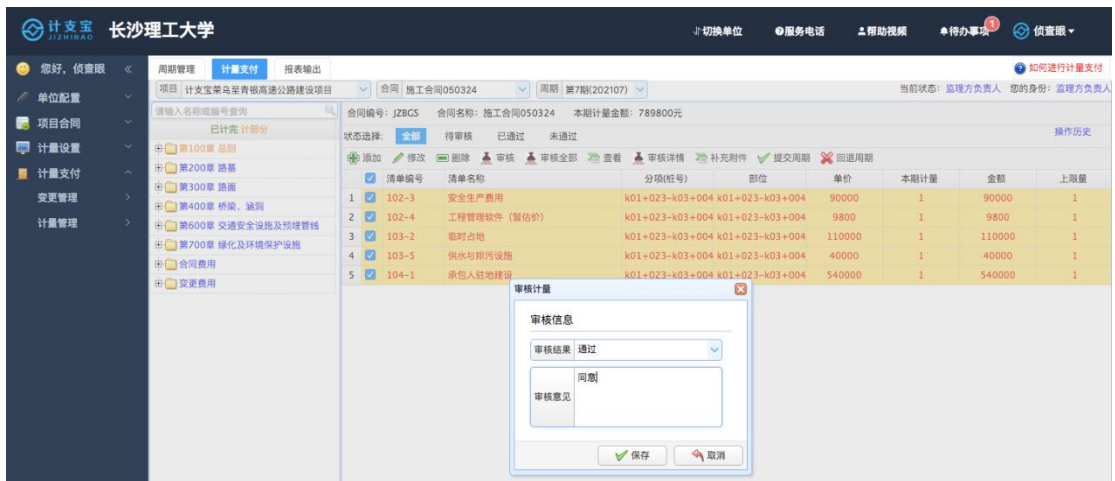 计支宝 JIZHIBAO 长沙理工大学 切换单位 服务电话 帮助视频 待办事项 1 侦查眼
您好，侦查眼
单位配置
项目合同
计量设置
计量支付
变更管理
计量管理
周期管理 计量支付 报表输出 如何进行计量支付
项目 计支宝荣乌至青银高速公路建设项目 合同 施工合同050324 周期 第7期(202107) 当前状态: 监理方负责人 您的身份: 监理方负责人
请输入名称或编号查询
已计完 计部分
第100章 总则
第200章 路基
第300章 路面
第400章 桥梁、涵洞
第600章 交通安全设施及预埋管线
第700章 绿化及环境保护设施
合同费用
变更费用
合同编号: JZBGS 合同名称: 施工合同050324 本期计量金额: 789800元
状态选择: 全部 待审核 已通过 未通过 操作历史
添加 修改 删除 审核 审核全部 查看 审核详情 补充附件 提交周期 回退周期
清单编号 清单名称 分项(桩号) 部位 单价 本期计量 金额 上限量
1 102-3 安全生产费用 k01+023~k03+004 k01+023-k03+004 90000 1 90000 1
2 102-4 工程管理软件（暂估价） k01+023~k03+004 k01+023-k03+004 9800 1 9800 1
3 103-2 临时占地 k01+023~k03+004 k01+023-k03+004 110000 1 110000 1
4 103-5 供水与排污设施 k01+023~k03+004 k01+023-k03+004 40000 1 40000 1
5 104-1 承包人驻地建设 k01+023~k03+004 k01+023-k03+004 540000 1 540000 1
审核计量
审核信息
审核结果 通过
审核意见 同意
保存 取消